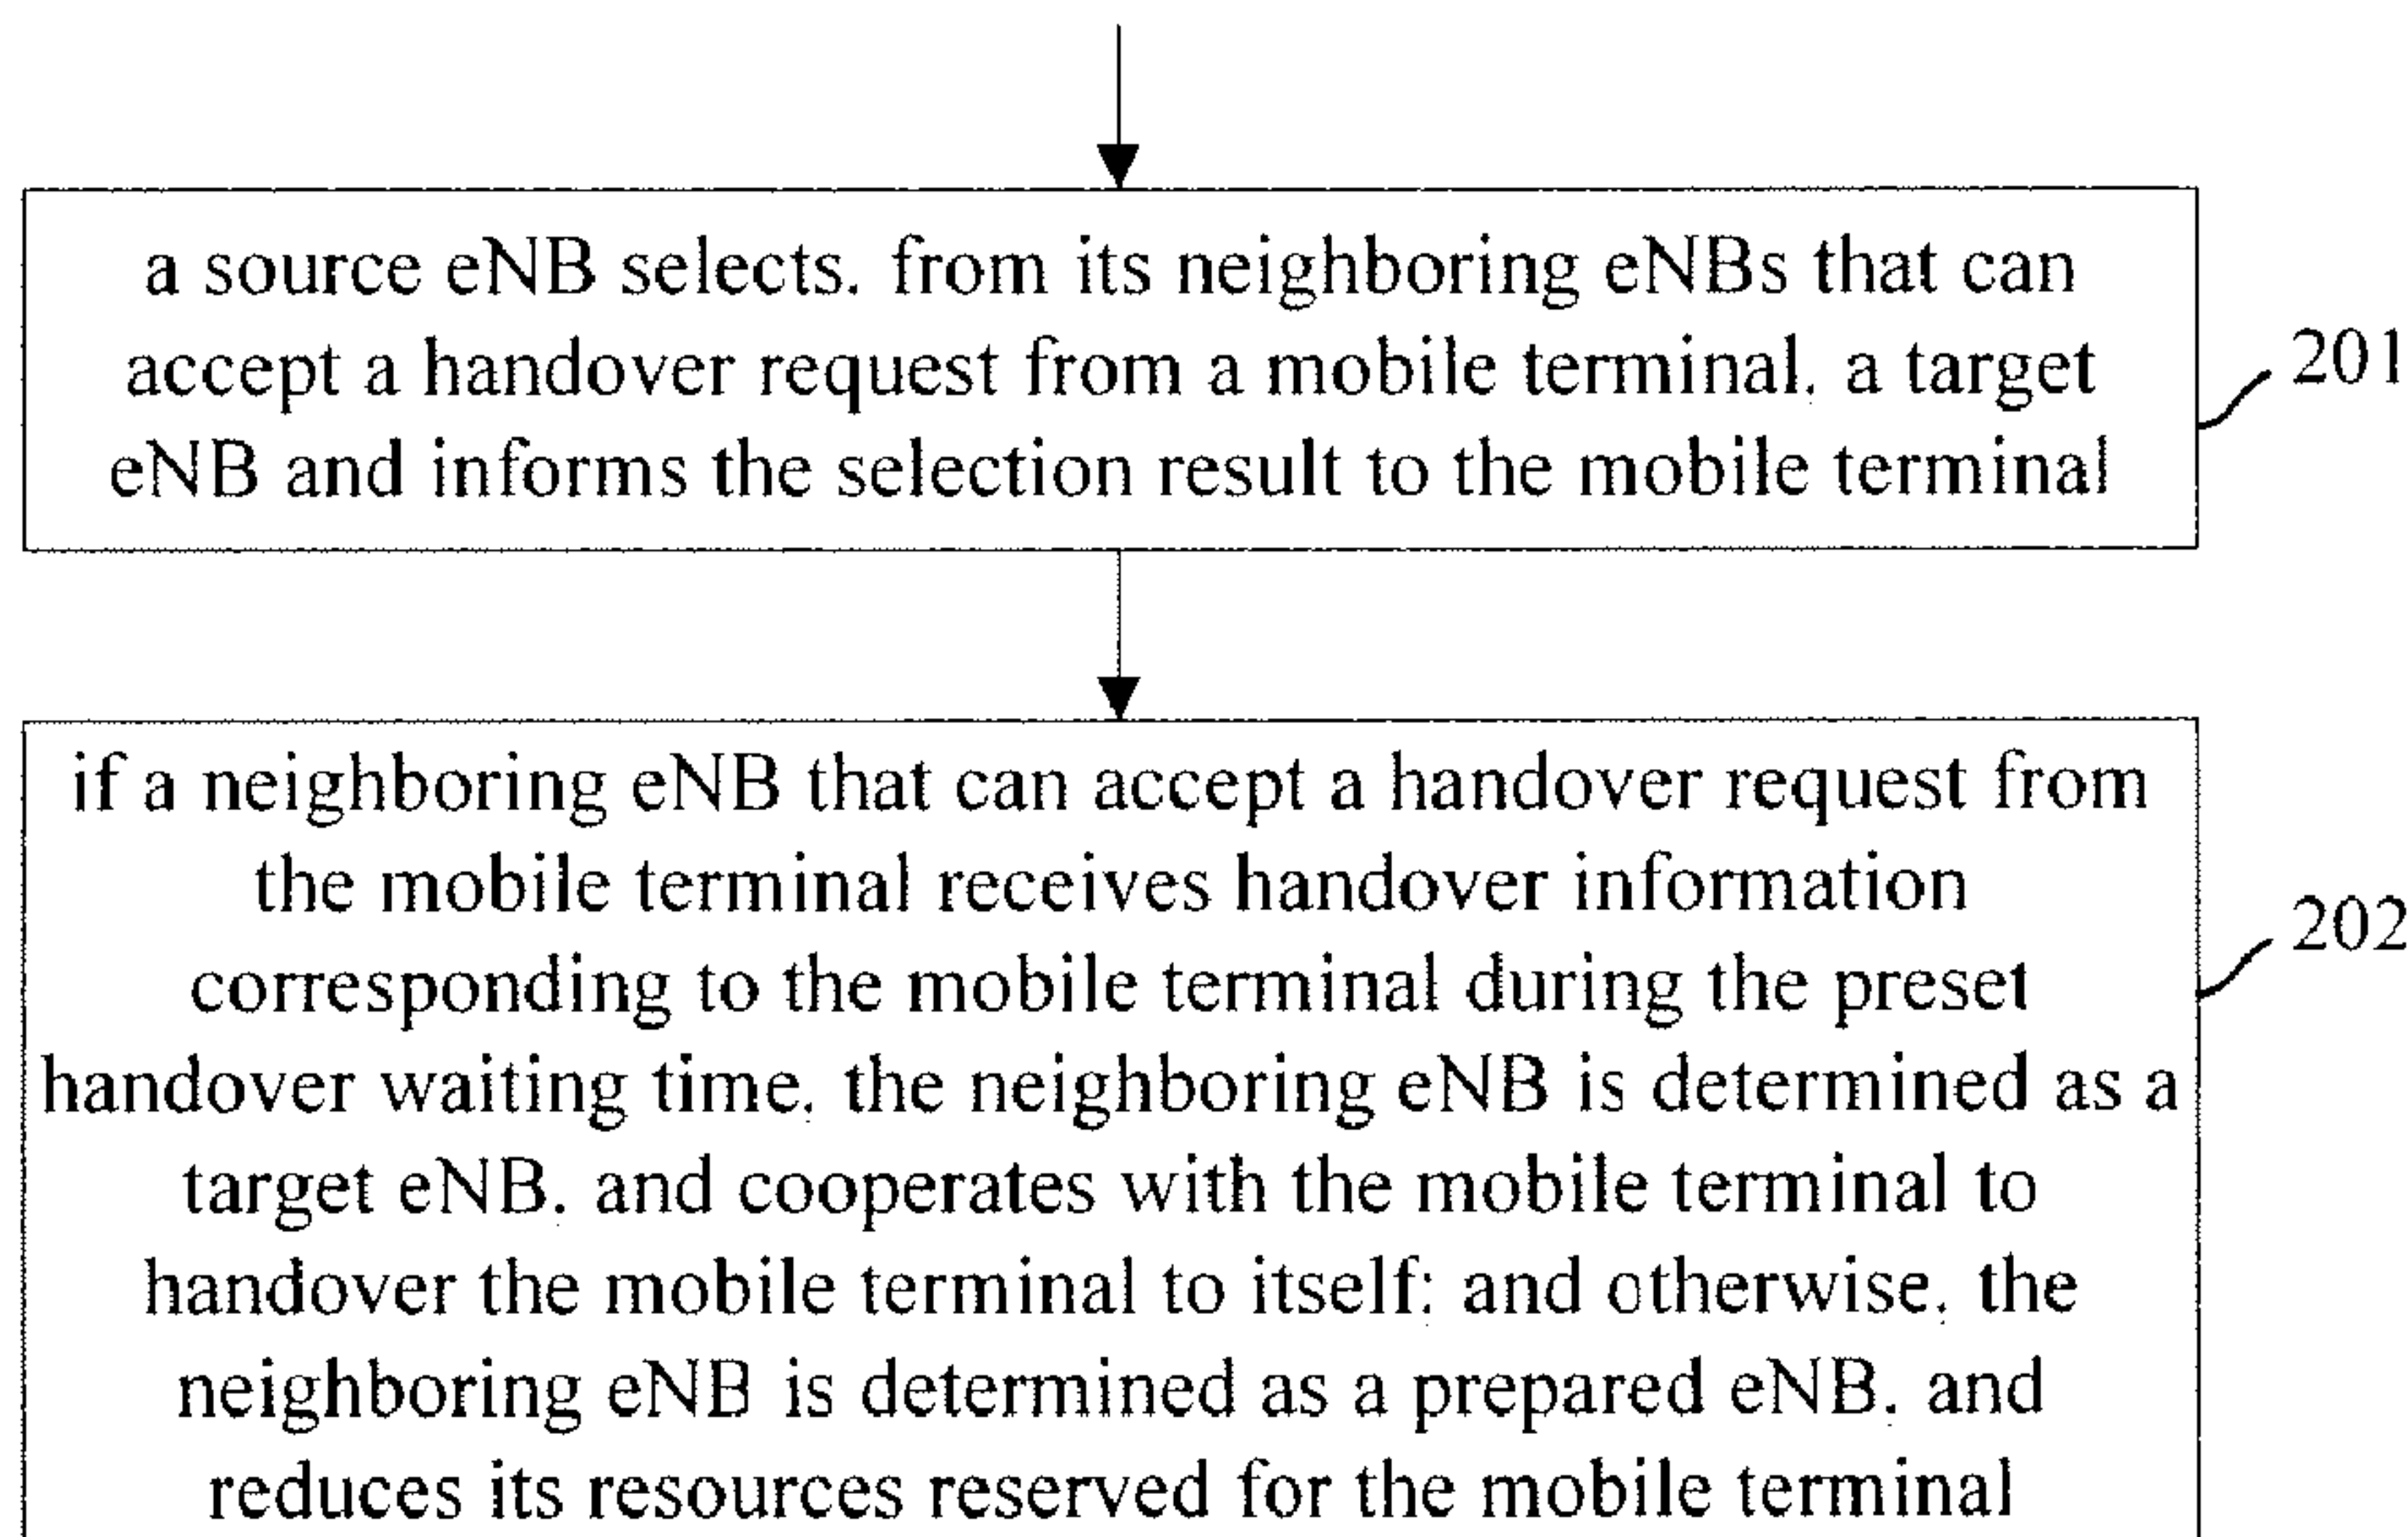 a source eNB selects, from its neighboring eNBs that can
accept a handover request from a mobile terminal, a target
eNB and informs the selection result to the mobile terminal
201
if a neighboring eNB that can accept a handover request from
the mobile terminal receives handover information
corresponding to the mobile terminal during the preset
handover waiting time, the neighboring eNB is determined as a
target eNB, and cooperates with the mobile terminal to
handover the mobile terminal to itself; and otherwise, the
neighboring eNB is determined as a prepared eNB, and
reduces its resources reserved for the mobile terminal
202